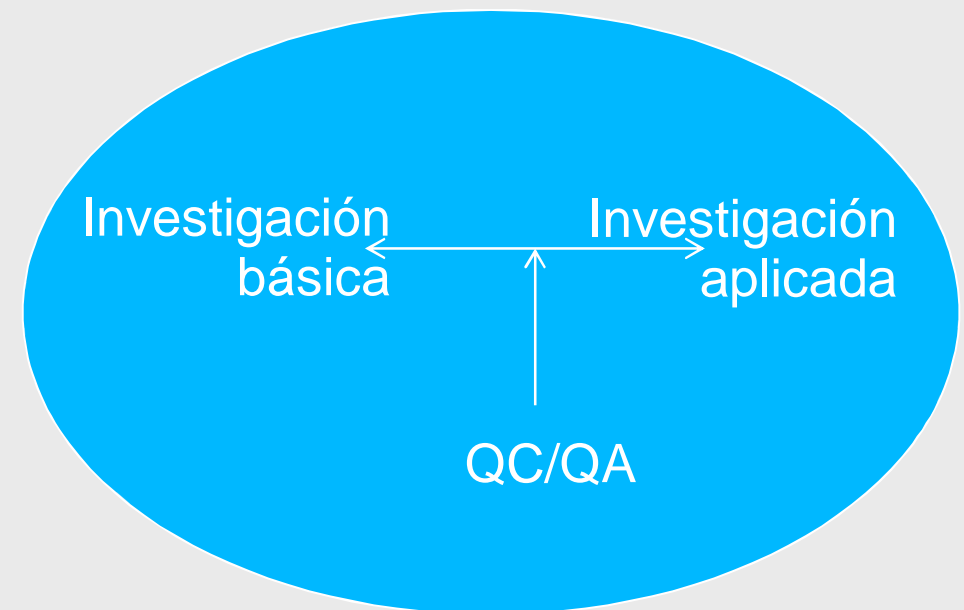 Investigación
básica
Investigación
aplicada
QC/QA